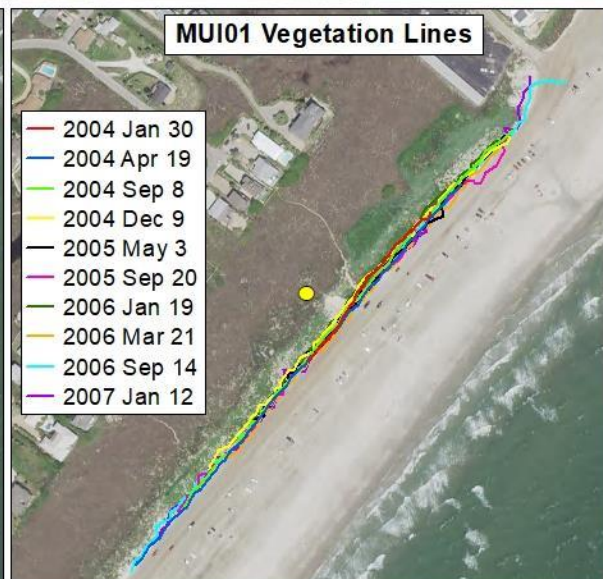 MUI01 Vegetation Lines
2004 Jan 30
2004 Apr 19
2004 Sep 8
2004 Dec 9
2005 May 3
2005 Sep 20
2006 Jan 19
2006 Mar 21
2006 Sep 14
2007 Jan 12